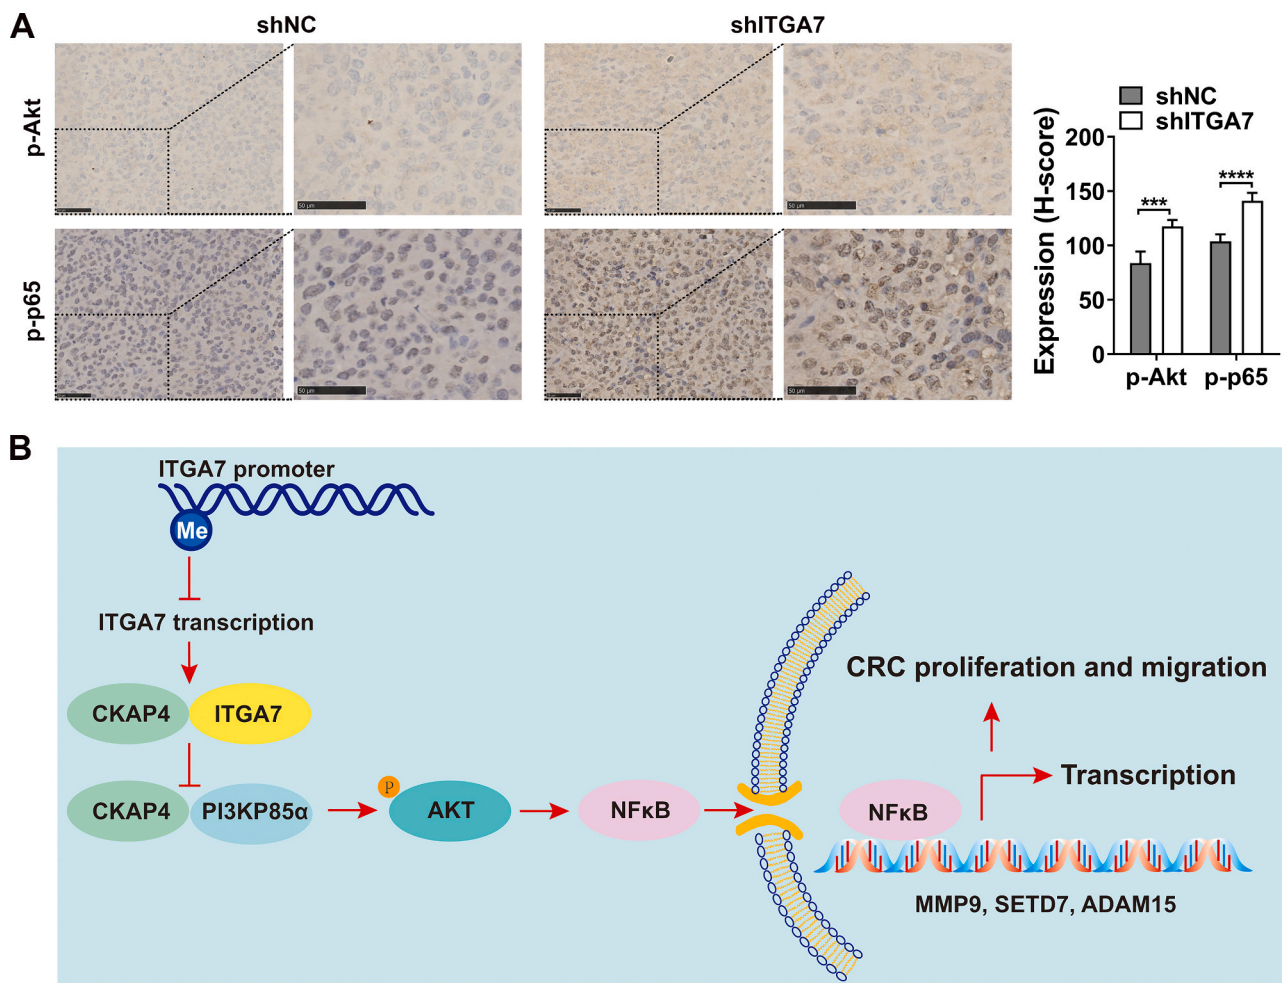 A
shNC
shITGA7
p-Akt
50 µm
50 µm
p-p65
50 µm
50 µm
shNC
shITGA7
Expression (H-score)
200
150
100
50
0
***
****
p-Akt
p-p65
B
ITGA7 promoter
Me
ITGA7 transcription
CKAP4
ITGA7
CKAP4
PI3KP85α
P
AKT
NFκB
NFκB
CRC proliferation and migration
Transcription
MMP9, SETD7, ADAM15